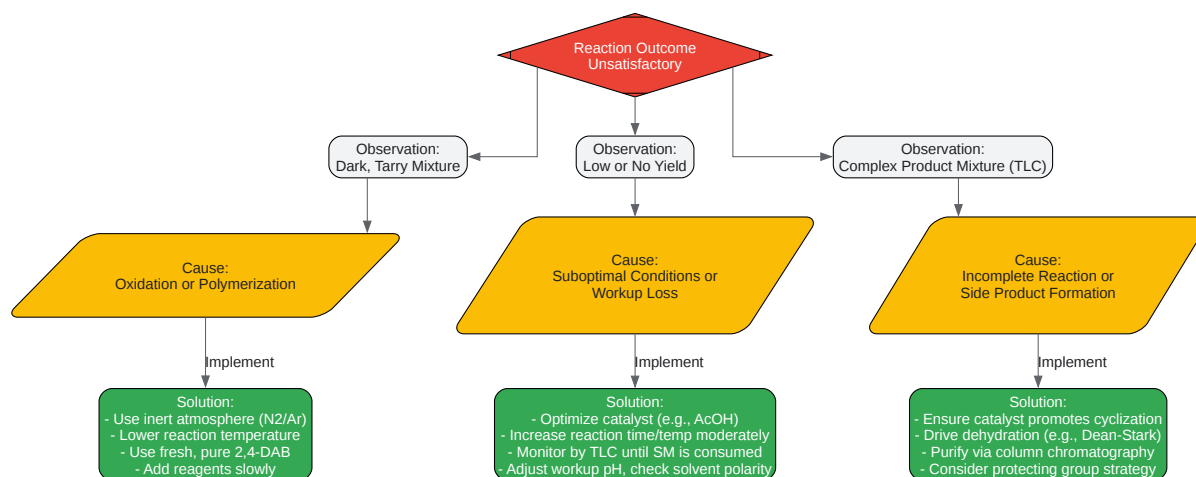 Reaction Outcome
Unsatisfactory
Observation:
Dark, Tarry Mixture
Observation:
Low or No Yield
Observation:
Complex Product Mixture (TLC)
Cause:
Oxidation or Polymerization
Cause:
Suboptimal Conditions or
Workup Loss
Cause:
Incomplete Reaction or
Side Product Formation
Implement
Implement
Implement
Solution:
- Use inert atmosphere (N2/Ar)
- Lower reaction temperature
- Use fresh, pure 2,4-DAB
- Add reagents slowly
Solution:
- Optimize catalyst (e.g., AcOH)
- Increase reaction time/temp moderately
- Monitor by TLC until SM is consumed
- Adjust workup pH, check solvent polarity
Solution:
- Ensure catalyst promotes cyclization
- Drive dehydration (e.g., Dean-Stark)
- Purify via column chromatography
- Consider protecting group strategy